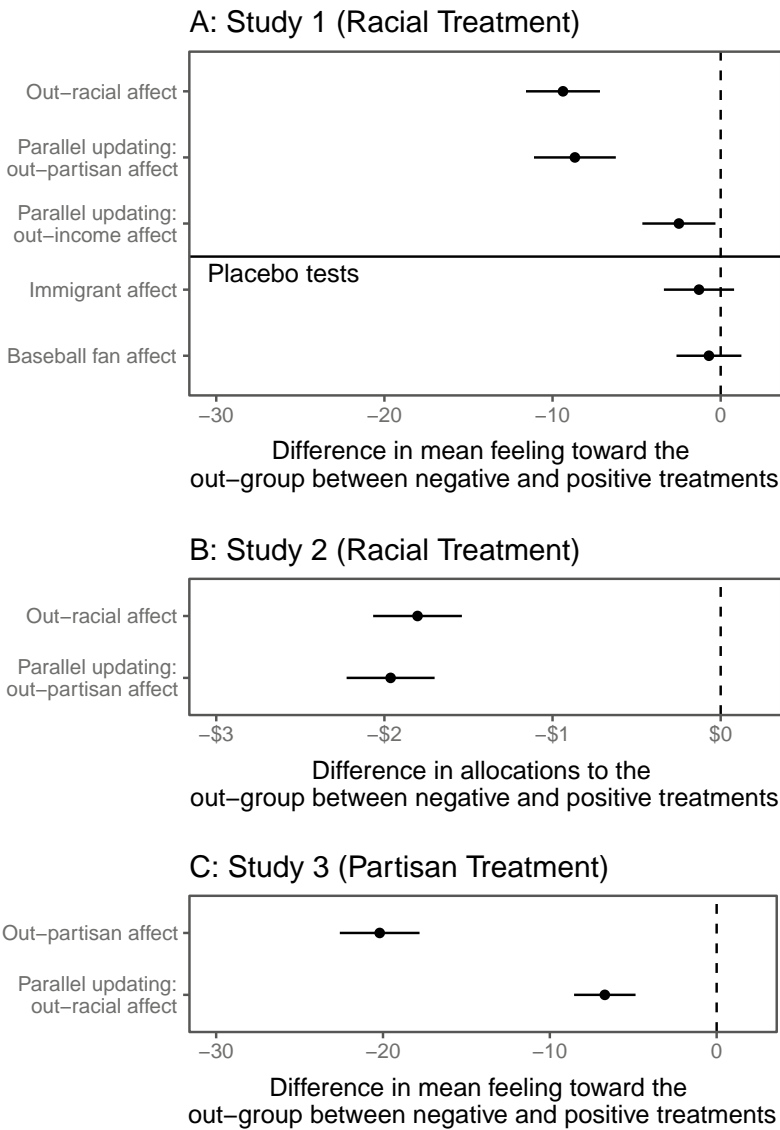 A: Study 1 (Racial Treatment)
Out−racial affect
Parallel updating:
out−partisan affect
Parallel updating:
out−income affect
Placebo tests
Immigrant affect
Baseball fan affect
−30 −20 −10 0
Difference in mean feeling toward the
out−group between negative and positive treatments
B: Study 2 (Racial Treatment)
Out−racial affect
Parallel updating:
out−partisan affect
−$3 −$2 −$1 $0
Difference in allocations to the
out−group between negative and positive treatments
C: Study 3 (Partisan Treatment)
Out−partisan affect
Parallel updating:
out−racial affect
−30 −20 −10 0
Difference in mean feeling toward the
out−group between negative and positive treatments